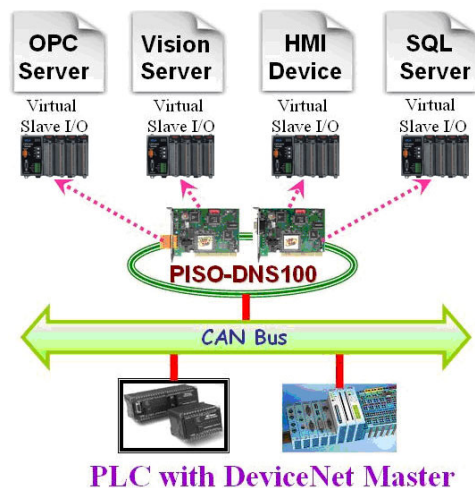 OPC Vision HMI SQL
Server Server Device Server
Virtual Virtual Virtual Virtual
Slave I/O Slave I/O Slave I/O Slave I/O
PISO-DNS100
CAN Bus
PLC with DeviceNet Master